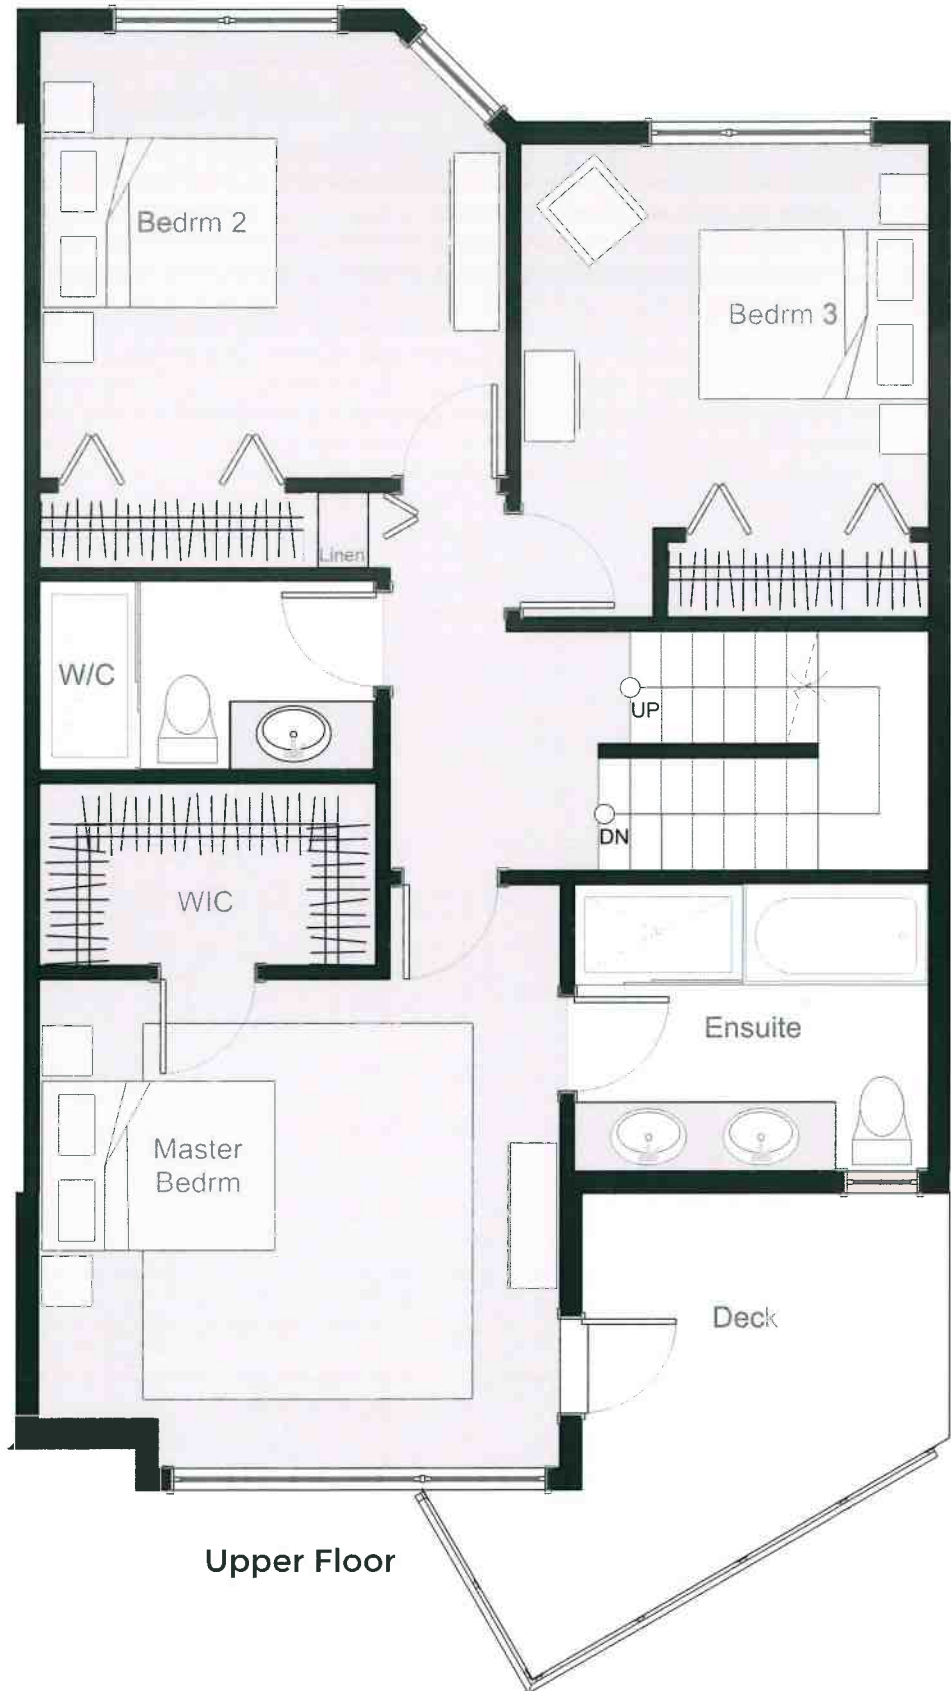 Bedrm 2
Bedrm 3
Linen
W/C
UP
DN
WIC
Ensuite
Master
Bedrm
Deck
Upper Floor